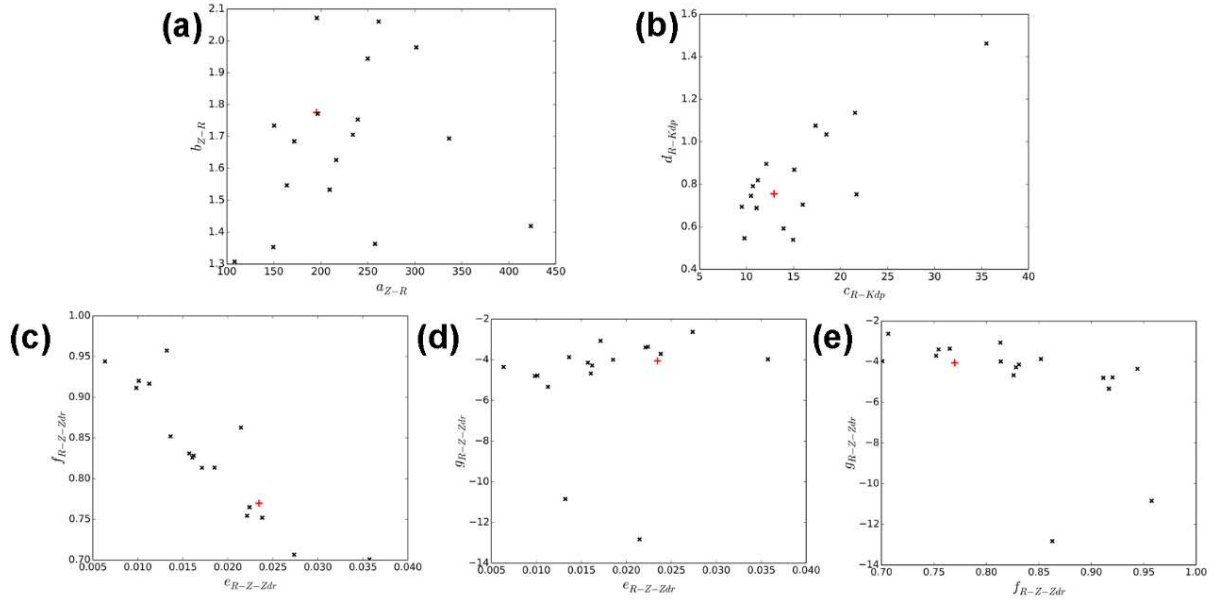 (a)
2.1
2.0
1.9
1.8
1.7
1.6
1.5
1.4
1.3
b_{Z-R}
100 150 200 250 300 350 400 450
a_{Z-R}
(b)
1.6
1.4
1.2
1.0
0.8
0.6
0.4
d_{R-Kdp}
5 10 15 20 25 30 35 40
c_{R-Kdp}
(c)
1.00
0.95
0.90
0.85
0.80
0.75
0.70
f_{R-Z-Zdr}
0.005 0.010 0.015 0.020 0.025 0.030 0.035 0.040
e_{R-Z-Zdr}
(d)
−2
−4
−6
−8
−10
−12
−14
g_{R-Z-Zdr}
0.005 0.010 0.015 0.020 0.025 0.030 0.035 0.040
e_{R-Z-Zdr}
(e)
−2
−4
−6
−8
−10
−12
−14
g_{R-Z-Zdr}
0.70 0.75 0.80 0.85 0.90 0.95 1.00
f_{R-Z-Zdr}